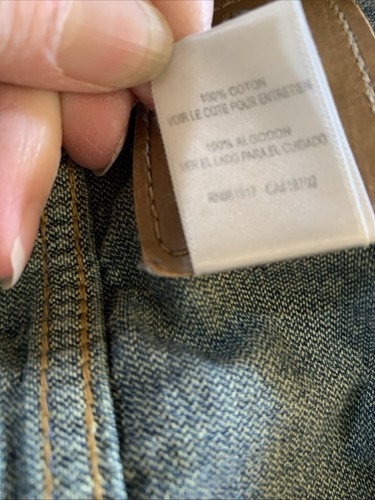 100% COTON
VOIR LE COTE POUR ENTRETIEN
100% ALGODON
VER EL LADO PARA EL CUIDADO